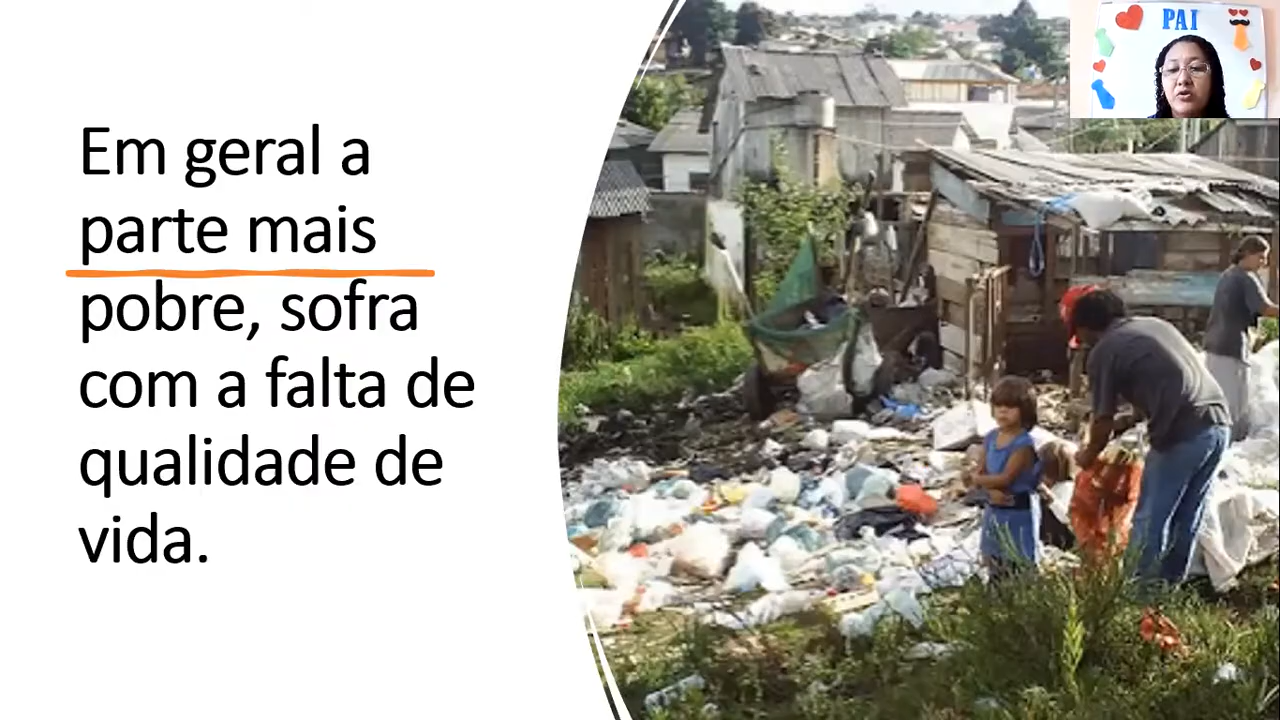 Em geral a
parte mais
pobre, sofra
com a falta de
qualidade de
vida.
PAI